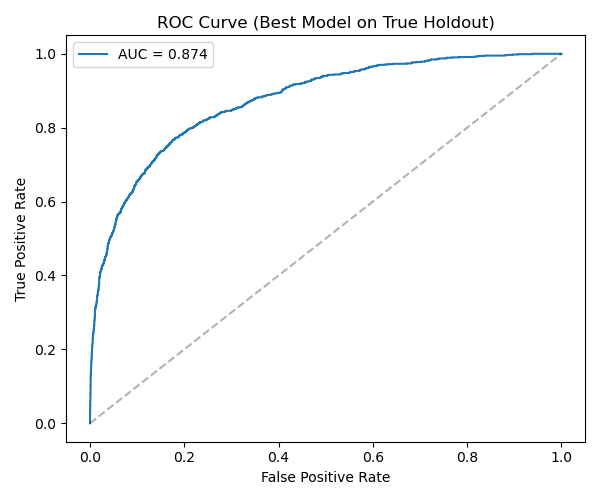 ROC Curve (Best Model on True Holdout)
AUC = 0.874
1.0
0.8
0.6
0.4
0.2
0.0
True Positive Rate
0.0 0.2 0.4 0.6 0.8 1.0
False Positive Rate